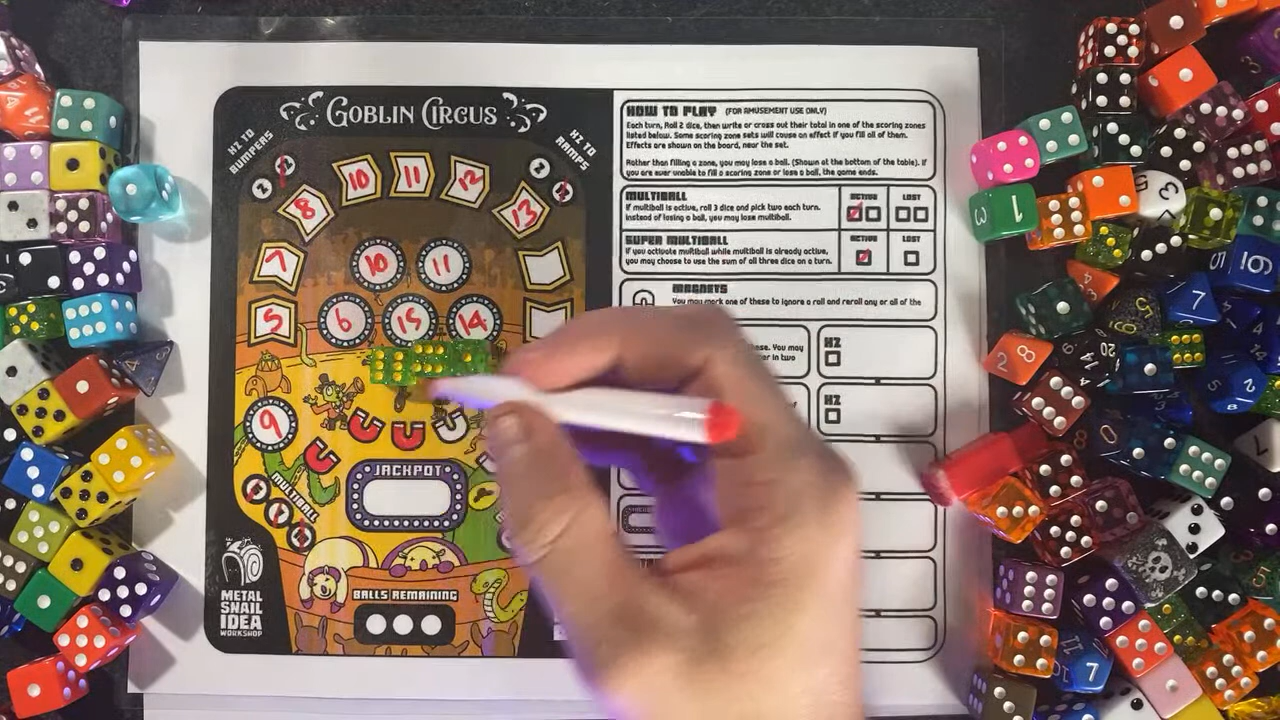 GOBLIN CIRCUS
X2 TO BUMPERS
X2 TO RAMPS
2 1
2 1
10 11 12
8 13
7
10 11
5
6 15 14
9
JACKPOT
MULTIBALL
BALLS REMAINING
METAL
SNAIL
IDEA
WORKSHOP
HOW TO PLAY (FOR AMUSEMENT USE ONLY)
Each turn, Roll 2 dice, then write or cross out their total in one of the scoring zones
listed below. Some scoring zone sets will cause an effect if you fill all of them.
Effects are shown on the board, near the set.
Rather than filling a zone, you may lose a ball. (Shown at the bottom of the table). If
you are ever unable to fill a scoring zone or lose a ball, the game ends.
MULTIBALL
If multiball is active, roll 3 dice and pick two each turn.
Instead of losing a ball, you may lose multiball.
ACTIVE LOST
SUPER MULTIBALL
If you activate multiball while multiball is already active,
you may choose to use the sum of all three dice on a turn.
ACTIVE LOST
MAGNETS
You may mark one of these to ignore a roll and reroll any or all of the
these. You may
in two
X2
X2